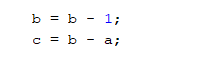 b = b - 1;
c = b - a;